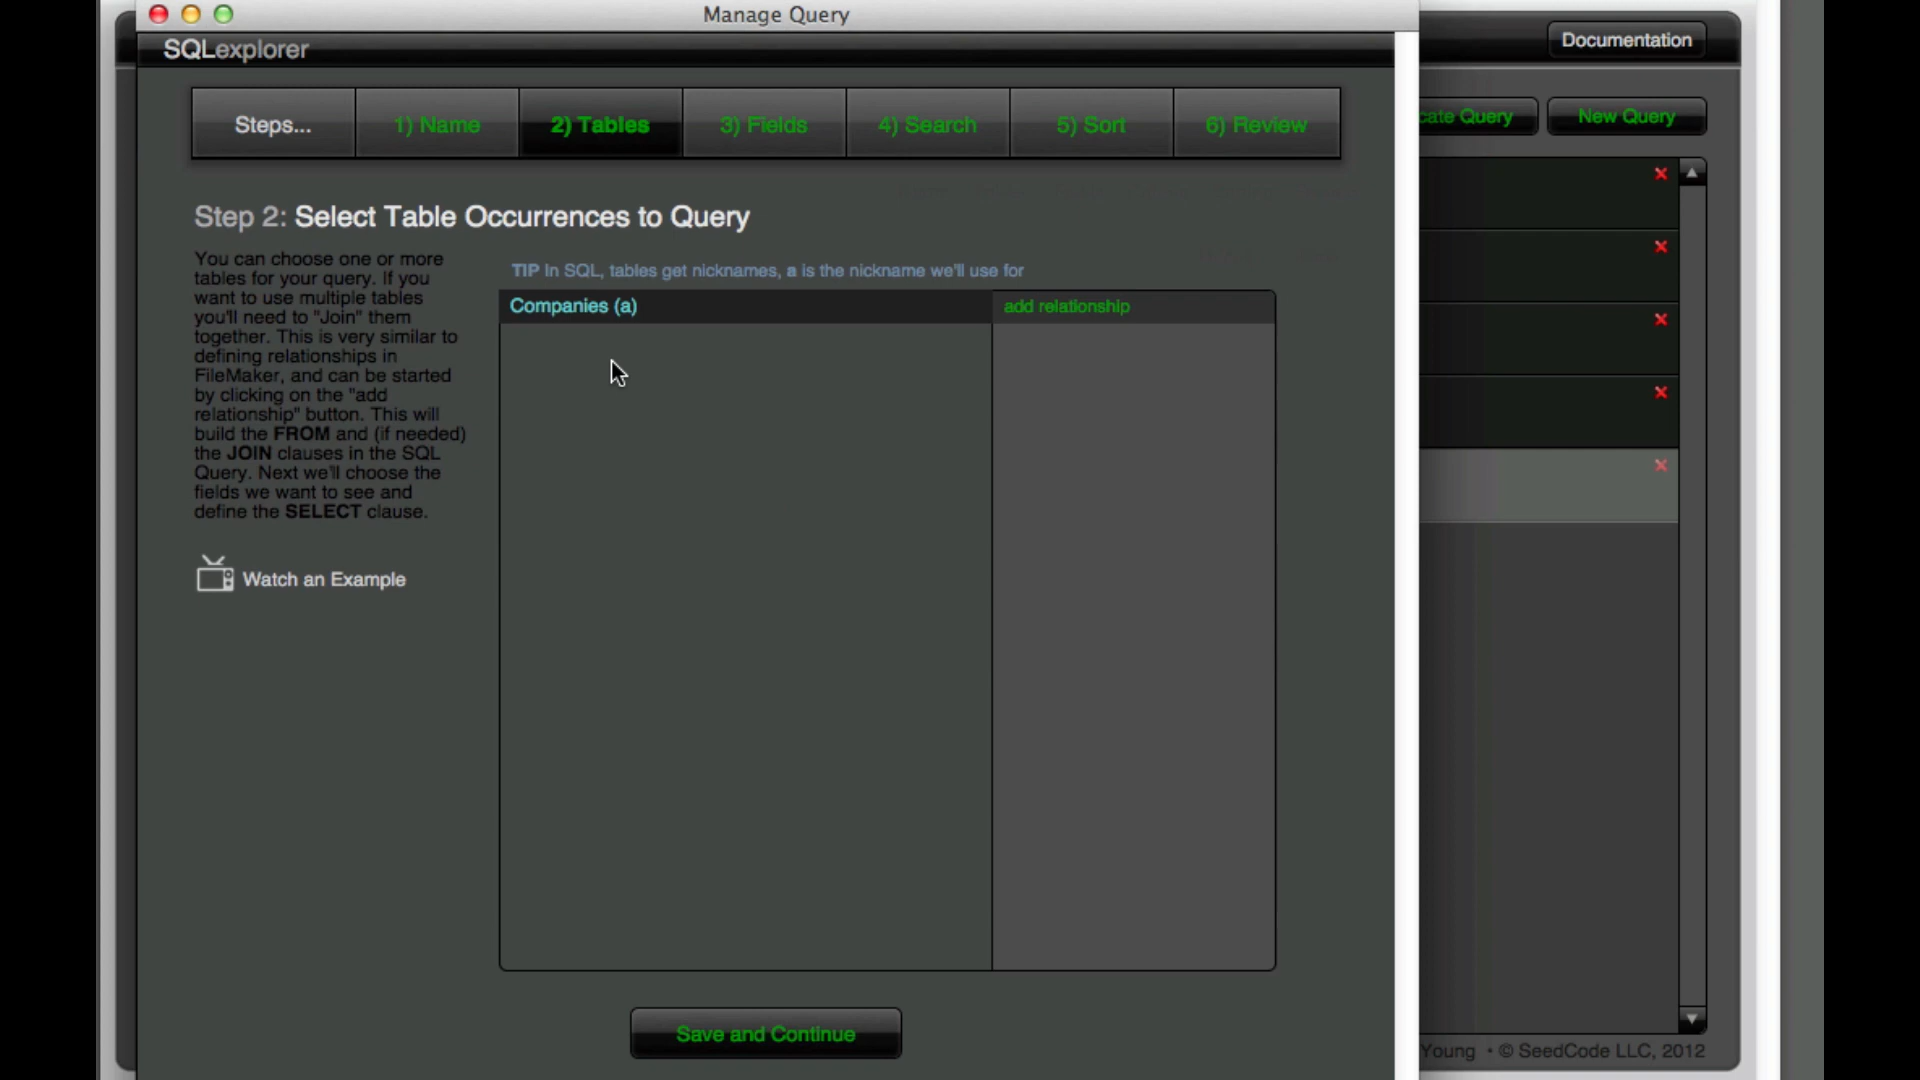 Manage Query
SQLexplorer
Documentation
Steps...
1) Name
2) Tables
3) Fields
4) Search
5) Sort
6) Review
cate Query
New Query
Step 2: Select Table Occurrences to Query
You can choose one or more
tables for your query. If you
want to use multiple tables
you'll need to "Join" them
together. This is very similar to
defining relationships in
FileMaker, and can be started
by clicking on the "add
relationship" button. This will
build the FROM and (if needed)
the JOIN clauses in the SQL
Query. Next we'll choose the
fields we want to see and
define the SELECT clause.
Watch an Example
TIP In SQL, tables get nicknames, a is the nickname we'll use for
Companies (a)
add relationship
Save and Continue
Young • © SeedCode LLC, 2012